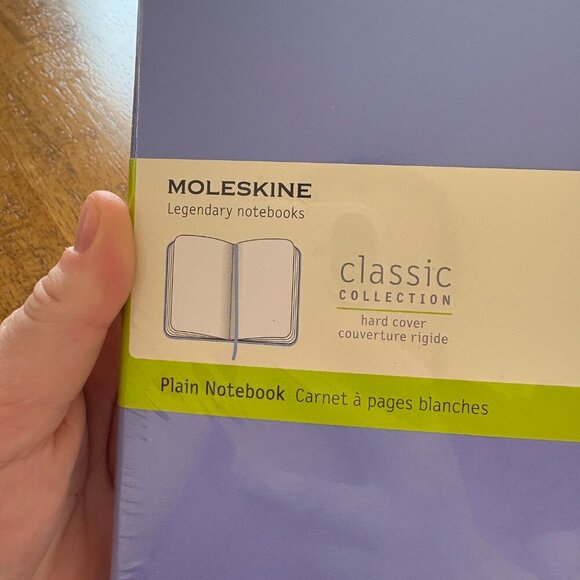 MOLESKINE
Legendary notebooks
classic
COLLECTION
hard cover
couverture rigide
Plain Notebook Carnet à pages blanches